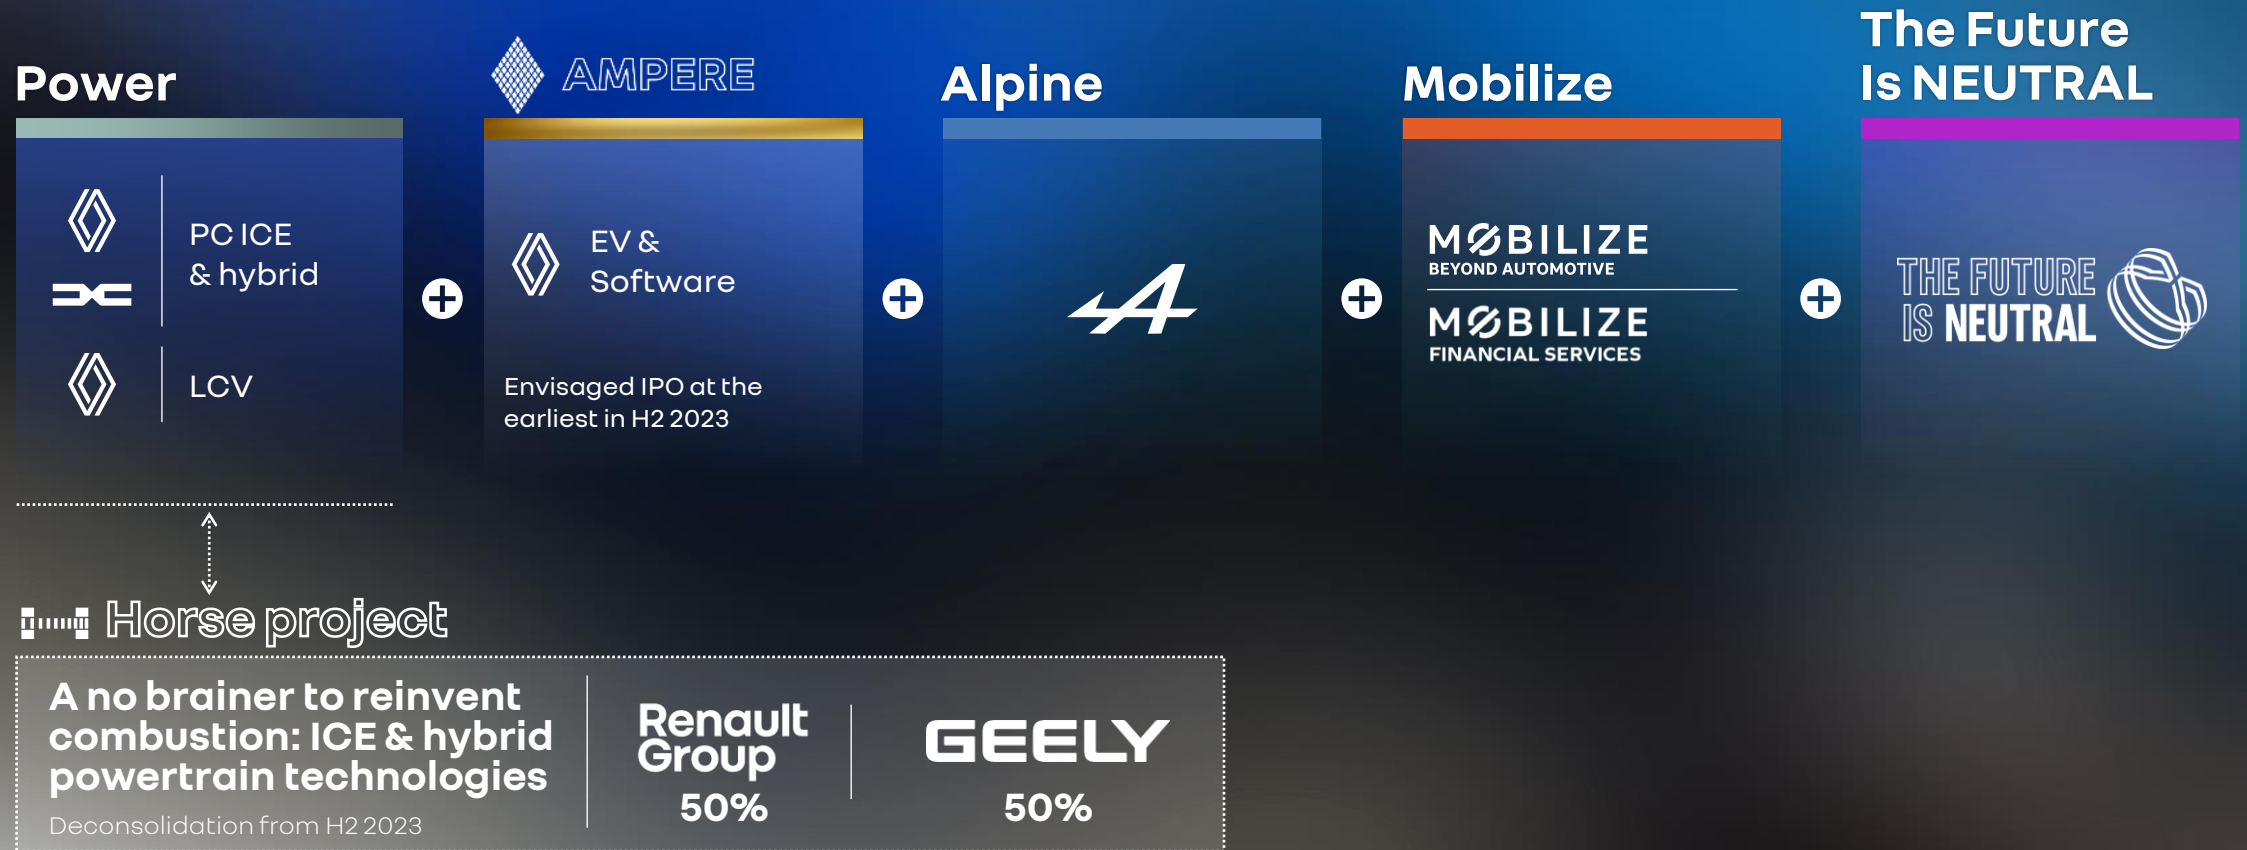 Power
AMPERE
Alpine
Mobilize
The Future
Is NEUTRAL
PC ICE
& hybrid
LCV
EV &
Software
Envisaged IPO at the
earliest in H2 2023
A
MOBILIZE
BEYOND AUTOMOTIVE
MOBILIZE
FINANCIAL SERVICES
THE FUTURE
IS NEUTRAL
Horse project
A no brainer to reinvent
combustion: ICE & hybrid
powertrain technologies
Deconsolidation from H2 2023
Renault
Group
50%
GEELY
50%